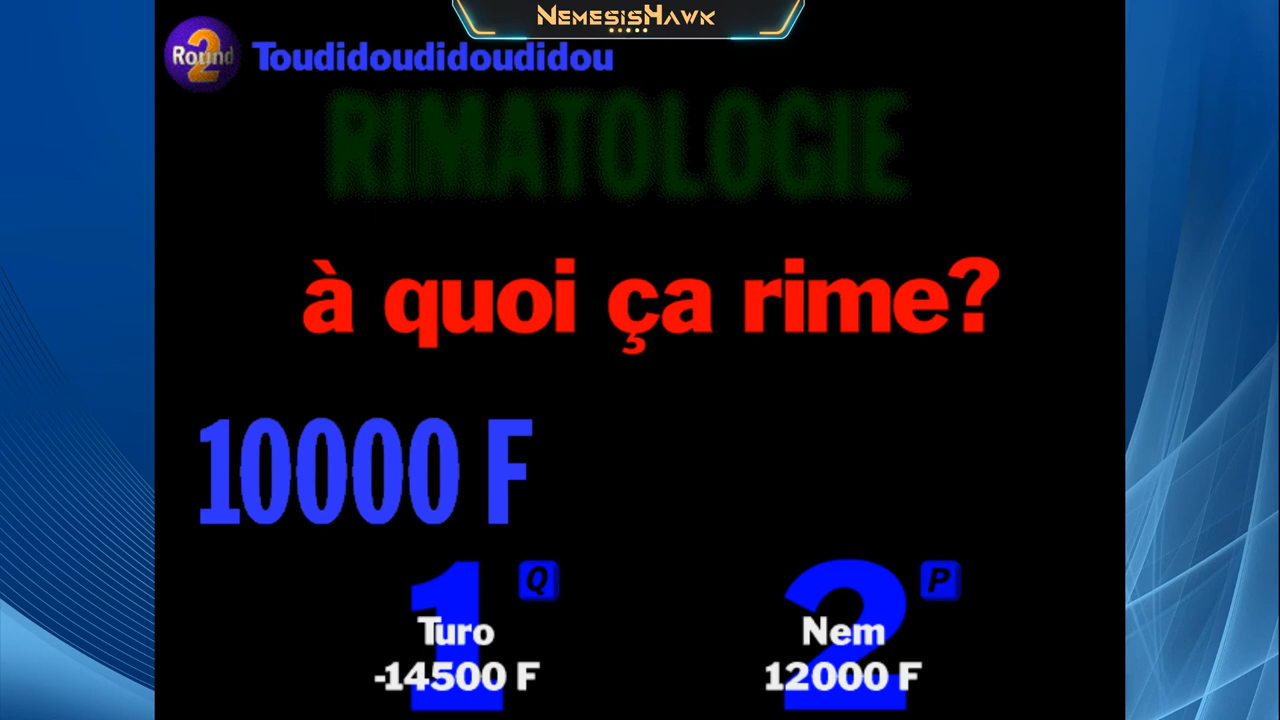 NEMESISHAWK
Round 2 Toudidoudidoudidou
RIMATOLOGIE
à quoi ça rime?
10000 F
1 Q
Turo
-14500 F
2 P
Nem
12000 F